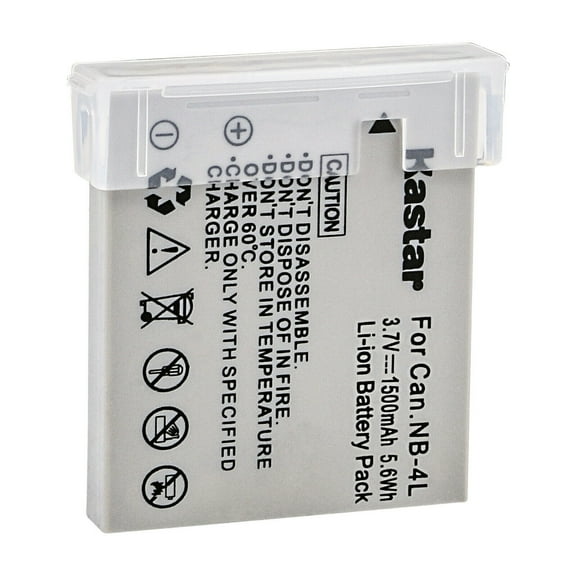 Kastar
For Can.NB-4L
3.7V⎓1500mAh 5.6Wh
Li-ion Battery Pack
CAUTION
•DON'T DISASSEMBLE.
•DON'T DISPOSE OF IN FIRE.
•DON'T STORE IN TEMPERATURE
OVER 60℃.
•CHARGE ONLY WITH SPECIFIED
CHARGER.